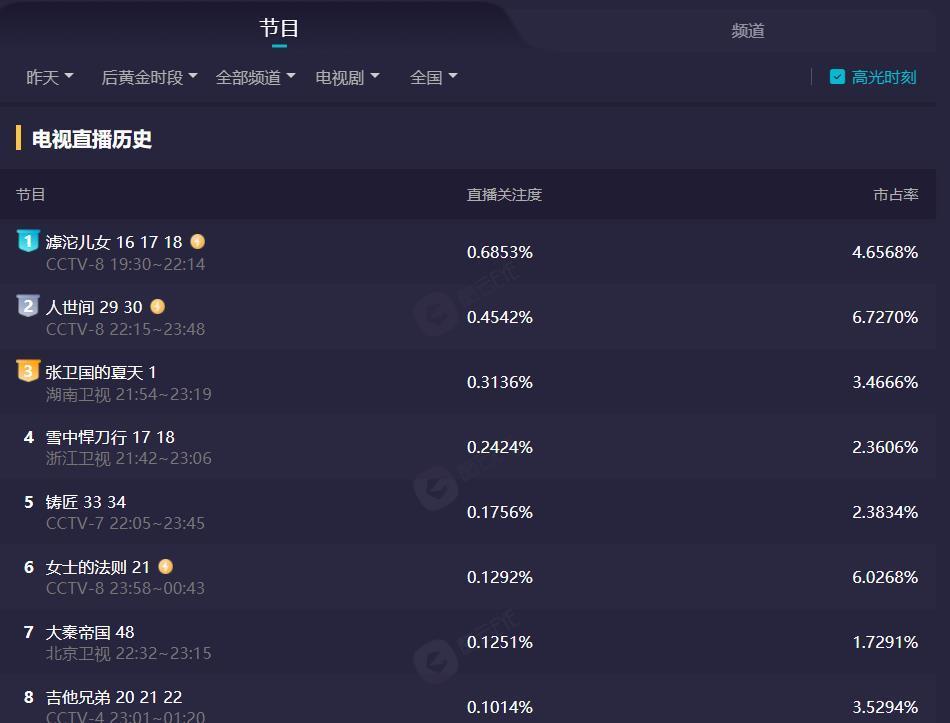 节目
频道
昨天 后黄金时段 全部频道 电视剧 全国 高光时刻
电视直播历史
节目 直播关注度 市占率
1 滹沱儿女 16 17 18 0.6853% 4.6568%
CCTV-8 19:30~22:14
2 人世间 29 30 0.4542% 6.7270%
CCTV-8 22:15~23:48
3 张卫国的夏天 1 0.3136% 3.4666%
湖南卫视 21:54~23:19
4 雪中悍刀行 17 18 0.2424% 2.3606%
浙江卫视 21:42~23:06
5 铸匠 33 34 0.1756% 2.3834%
CCTV-7 22:05~23:45
6 女士的法则 21 0.1292% 6.0268%
CCTV-8 23:58~00:43
7 大秦帝国 48 0.1251% 1.7291%
北京卫视 22:32~23:15
8 吉他兄弟 20 21 22 0.1014% 3.5294%
CCTV-4 23:01~01:20